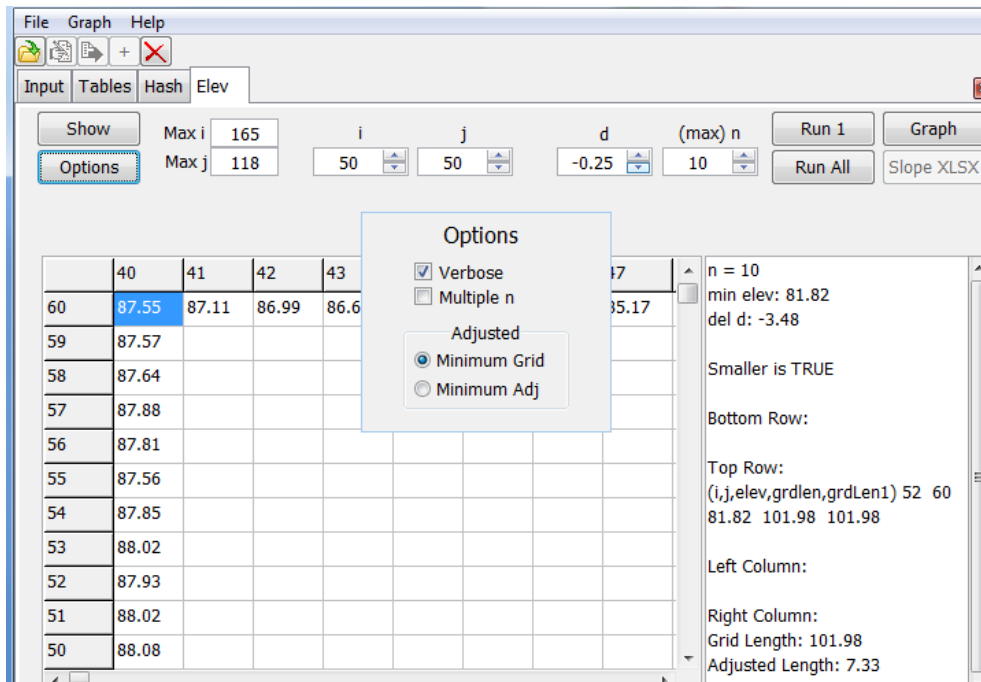 File Graph Help
+
Input Tables Hash Elev
Show Max i 165 i j d (max) n Run 1 Graph
Options Max j 118 50 50 -0.25 10 Run All Slope XLSX
Options
Verbose
Multiple n
Adjusted
Minimum Grid
Minimum Adj
40 41 42 43
60 87.55 87.11 86.99
59 87.57
58 87.64
57 87.88
56 87.81
55 87.56
54 87.85
53 88.02
52 87.93
51 88.02
50 88.08
n = 10
min elev: 81.82
del d: -3.48
Smaller is TRUE
Bottom Row:
Top Row:
(i,j,elev,grdlen,grdLen1) 52 60
81.82 101.98 101.98
Left Column:
Right Column:
Grid Length: 101.98
Adjusted Length: 7.33